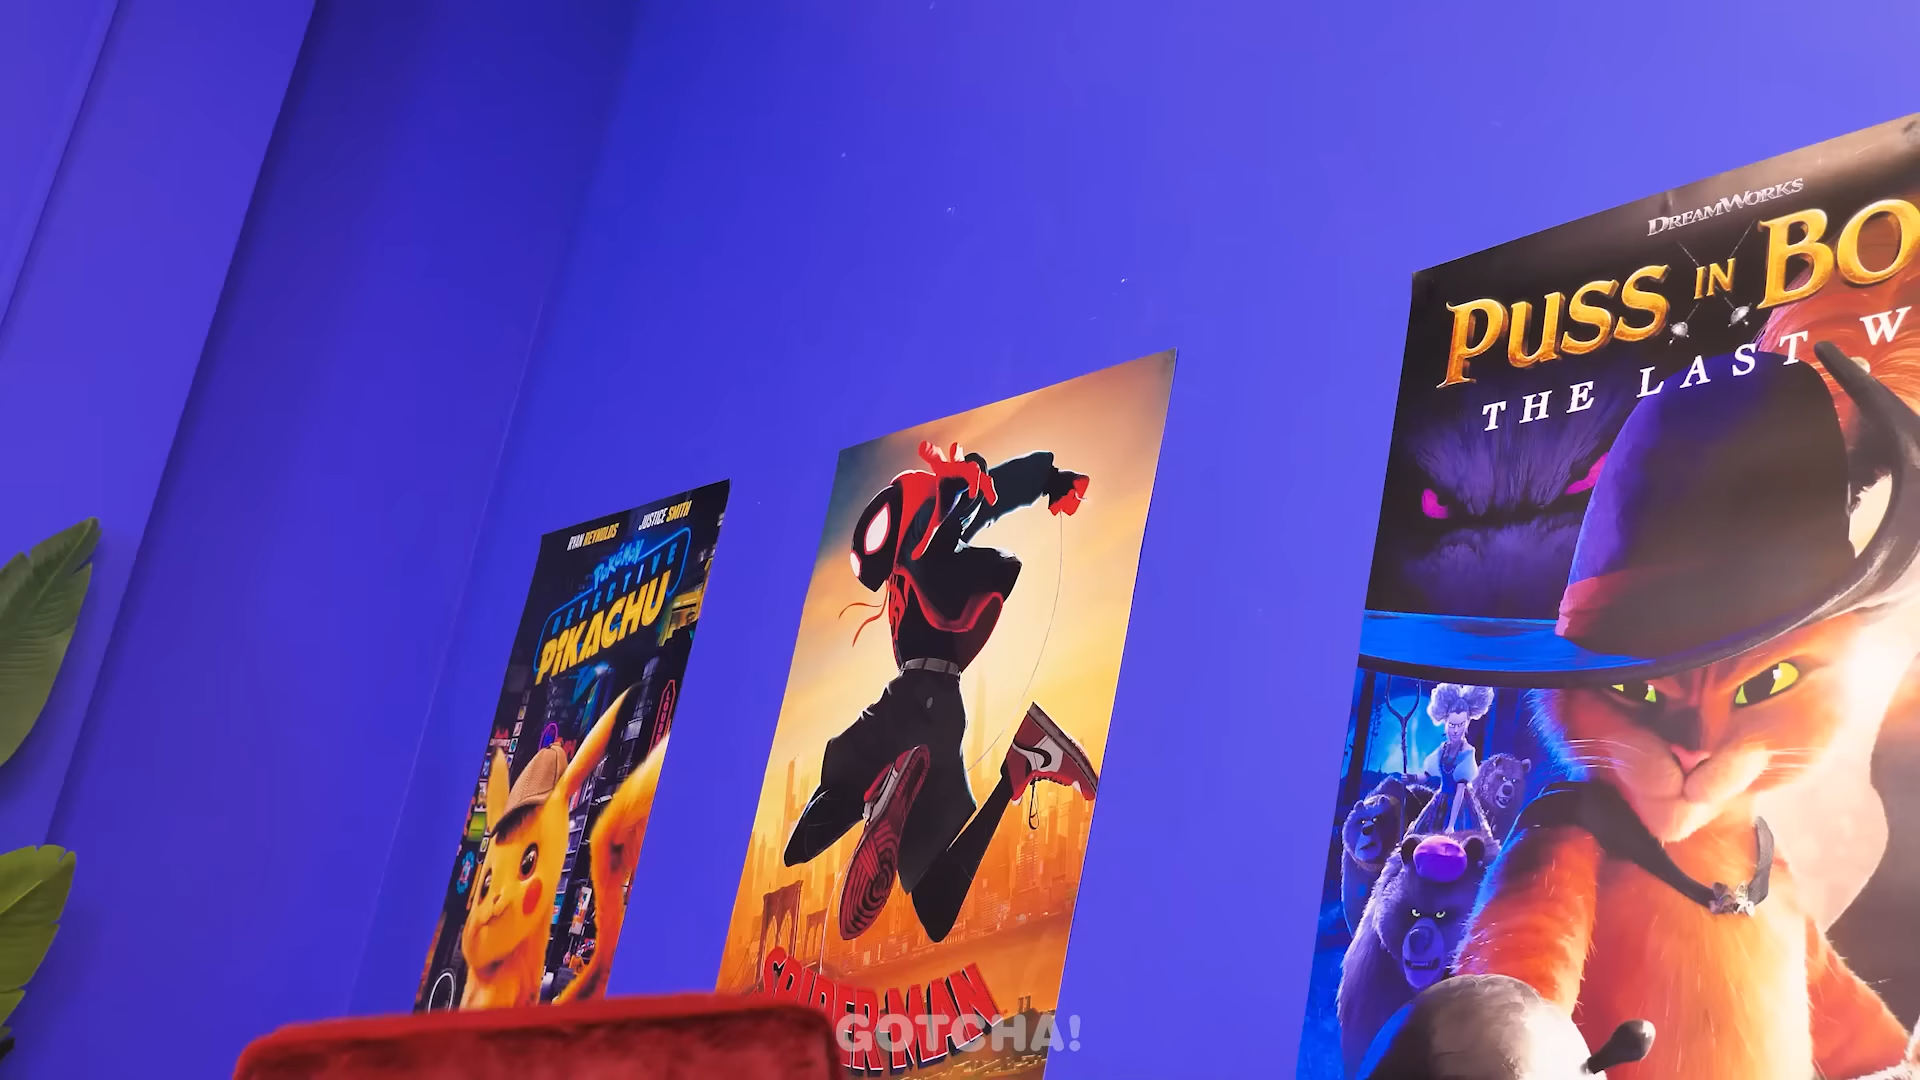 RYAN REYNOLDS JUSTICE SMITH
POKÉMON
DETECTIVE
PIKACHU
SPIDER-MAN
DREAMWORKS
PUSS IN BO
THE LAST W
GOTCHA!